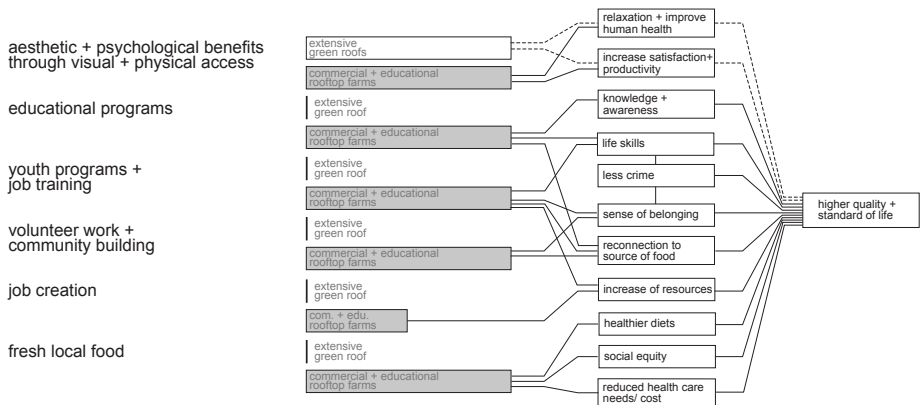 aesthetic + psychological benefits
through visual + physical access
educational programs
youth programs +
job training
volunteer work +
community building
job creation
fresh local food
extensive
green roofs
commercial + educational
rooftop farms
extensive
green roof
commercial + educational
rooftop farms
extensive
green roof
commercial + educational
rooftop farms
extensive
green roof
commercial + educational
rooftop farms
extensive
green roof
com. + edu.
rooftop farms
extensive
green roof
commercial + educational
rooftop farms
relaxation + improve
human health
increase satisfaction+
productivity
knowledge +
awareness
life skills
less crime
sense of belonging
reconnection to
source of food
increase of resources
healthier diets
social equity
reduced health care
needs/ cost
higher quality +
standard of life